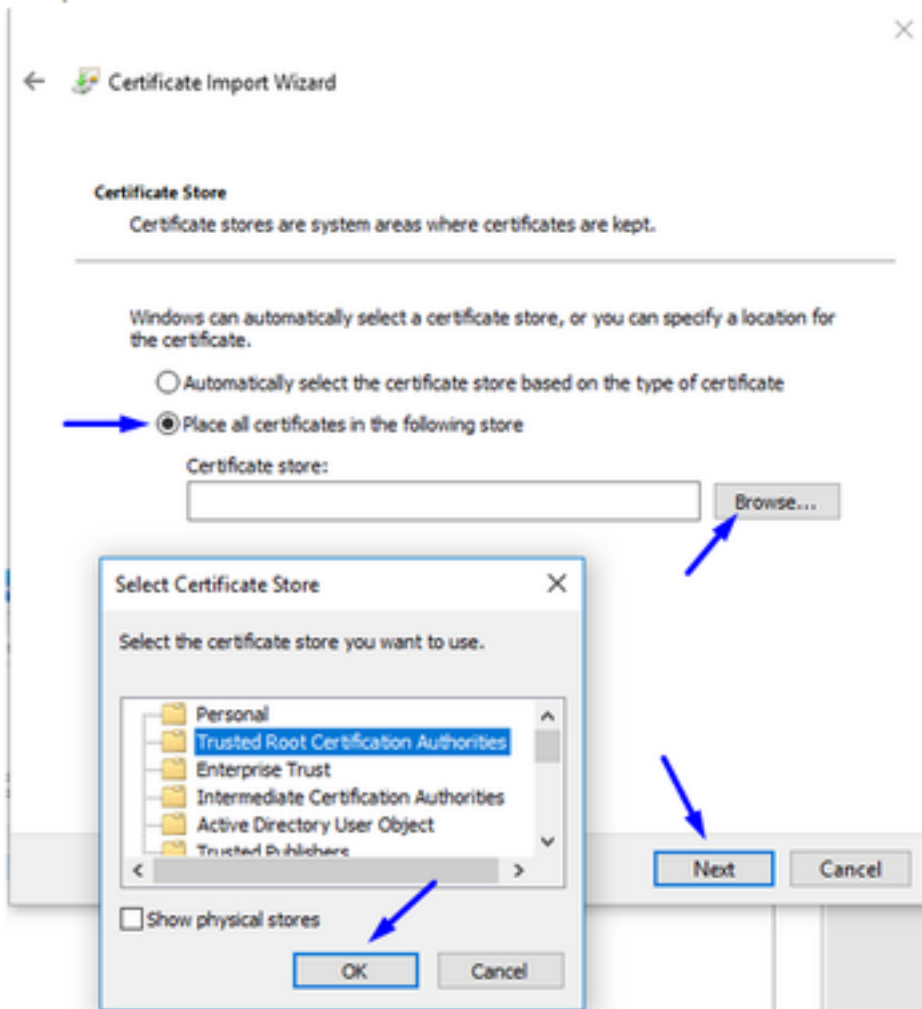 Certificate Import Wizard
Certificate Store
Certificate stores are system areas where certificates are kept.
Windows can automatically select a certificate store, or you can specify a location for
the certificate.
Automatically select the certificate store based on the type of certificate
Place all certificates in the following store
Certificate store:
Browse...
Select Certificate Store
Select the certificate store you want to use.
Personal
Trusted Root Certification Authorities
Enterprise Trust
Intermediate Certification Authorities
Active Directory User Object
Trusted Publishers
Show physical stores
OK
Cancel
Next
Cancel